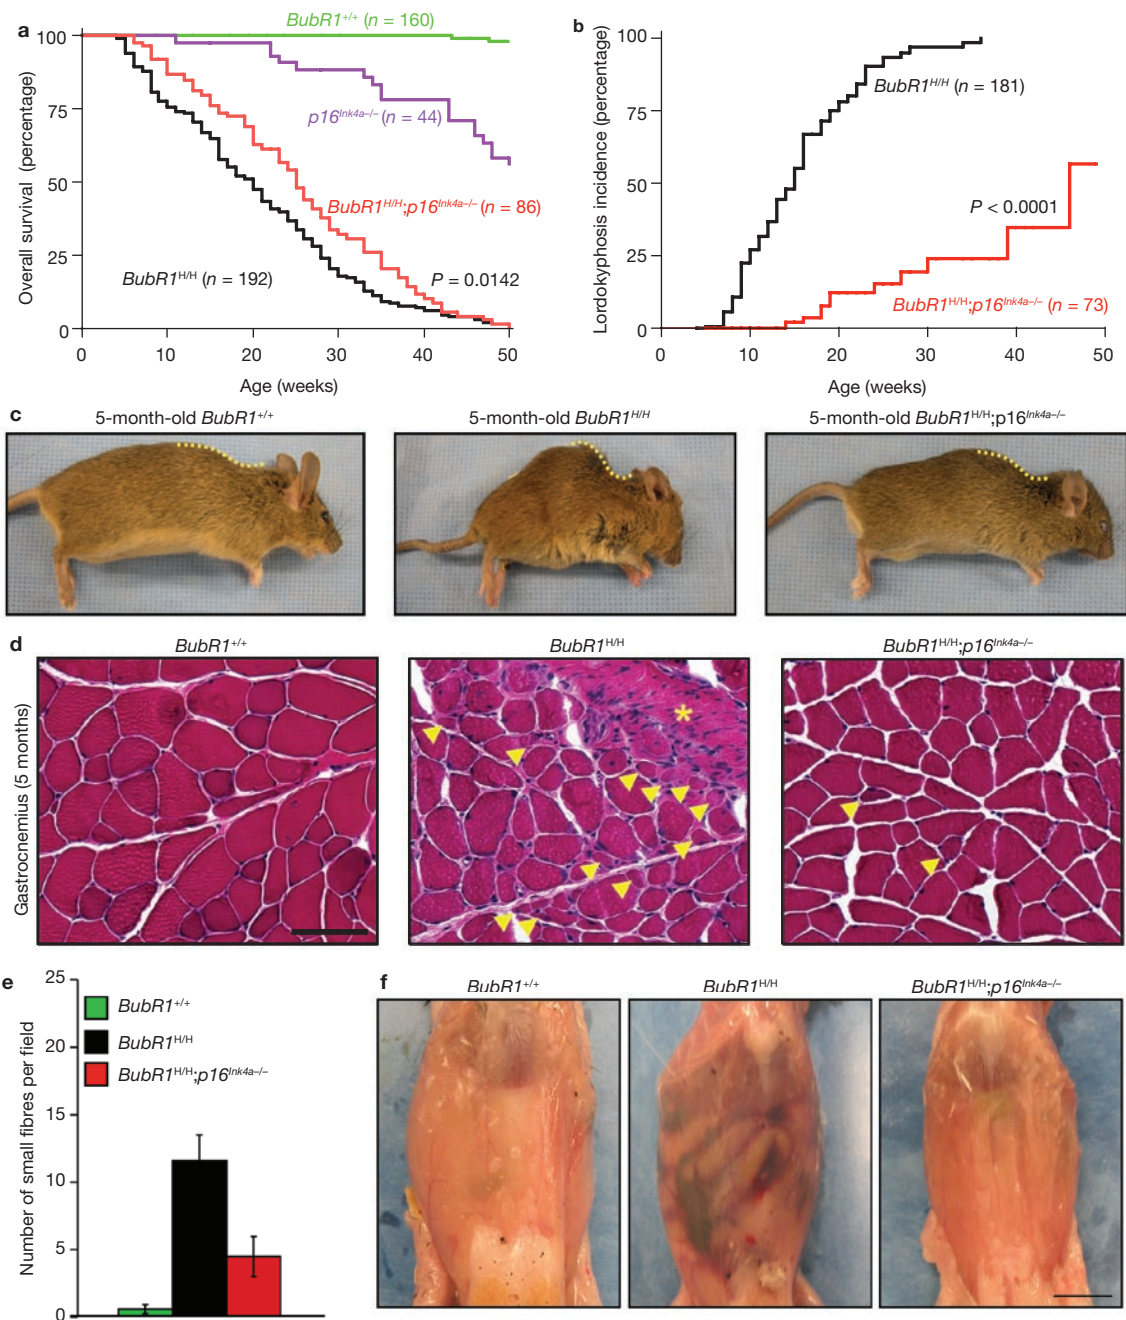 a
BubR1+/+ (n = 160)
p16Ink4a–/– (n = 44)
BubR1H/H;p16Ink4a–/– (n = 86)
BubR1H/H (n = 192)
P = 0.0142
Overall survival (percentage)
100
75
50
25
0
0 10 20 30 40 50
Age (weeks)
b
BubR1H/H (n = 181)
P < 0.0001
BubR1H/H;p16Ink4a–/– (n = 73)
Lordokyphosis incidence (percentage)
100
75
50
25
0
0 10 20 30 40 50
Age (weeks)
c
5-month-old BubR1+/+
5-month-old BubR1H/H
5-month-old BubR1H/H;p16Ink4a–/–
d
BubR1+/+
BubR1H/H
BubR1H/H;p16Ink4a–/–
Gastrocnemius (5 months)
*
e
BubR1+/+
BubR1H/H
BubR1H/H;p16Ink4a–/–
Number of small fibres per field
25
20
15
10
5
0
f
BubR1+/+
BubR1H/H
BubR1H/H;p16Ink4a–/–